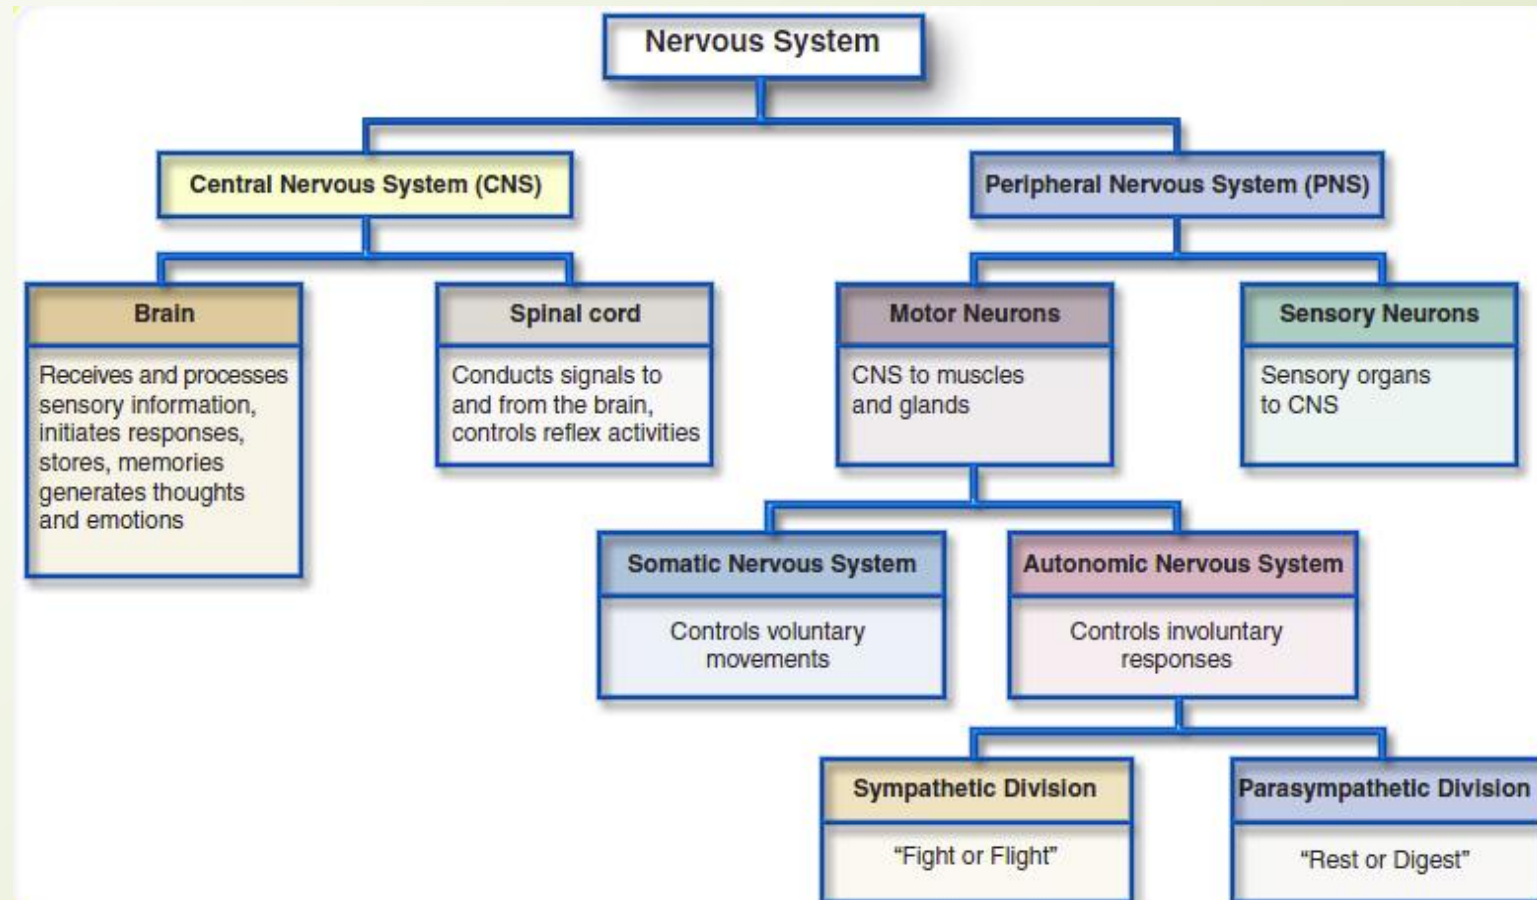 Nervous System
Central Nervous System (CNS)
Peripheral Nervous System (PNS)
Brain
Receives and processes
sensory information,
initiates responses,
stores, memories
generates thoughts
and emotions
Spinal cord
Conducts signals to
and from the brain,
controls reflex activities
Motor Neurons
CNS to muscles
and glands
Sensory Neurons
Sensory organs
to CNS
Somatic Nervous System
Controls voluntary
movements
Autonomic Nervous System
Controls involuntary
responses
Sympathetic Division
“Fight or Flight”
Parasympathetic Division
“Rest or Digest”